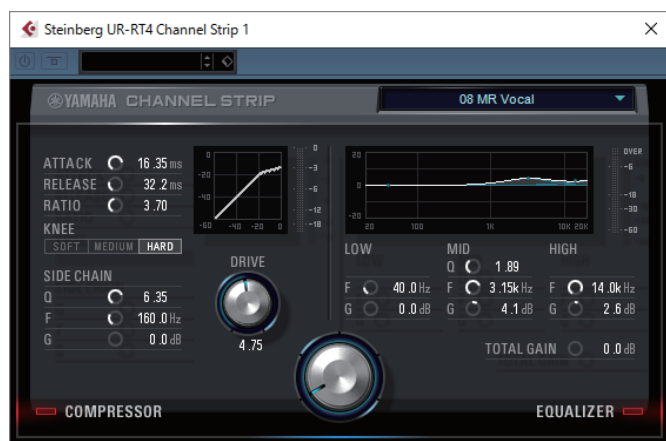 Steinberg UR-RT4 Channel Strip 1
YAMAHA CHANNEL STRIP
08 MR Vocal
ATTACK 16.35 ms
RELEASE 32.2 ms
RATIO 3.70
KNEE
SOFT MEDIUM HARD
SIDE CHAIN
Q 6.35
F 160.0 Hz
G 0.0 dB
0
-20
-40
-60 -40 -20 0
0
-3
-6
-12
-18
DRIVE
4.75
20
0
-20
20 100 1K 10K 20K
OVER
-6
-18
-30
-60
LOW MID HIGH
Q 1.89
F 40.0 Hz F 3.15k Hz F 14.0k Hz
G 0.0 dB G 4.1 dB G 2.6 dB
TOTAL GAIN 0.0 dB
COMPRESSOR
EQUALIZER